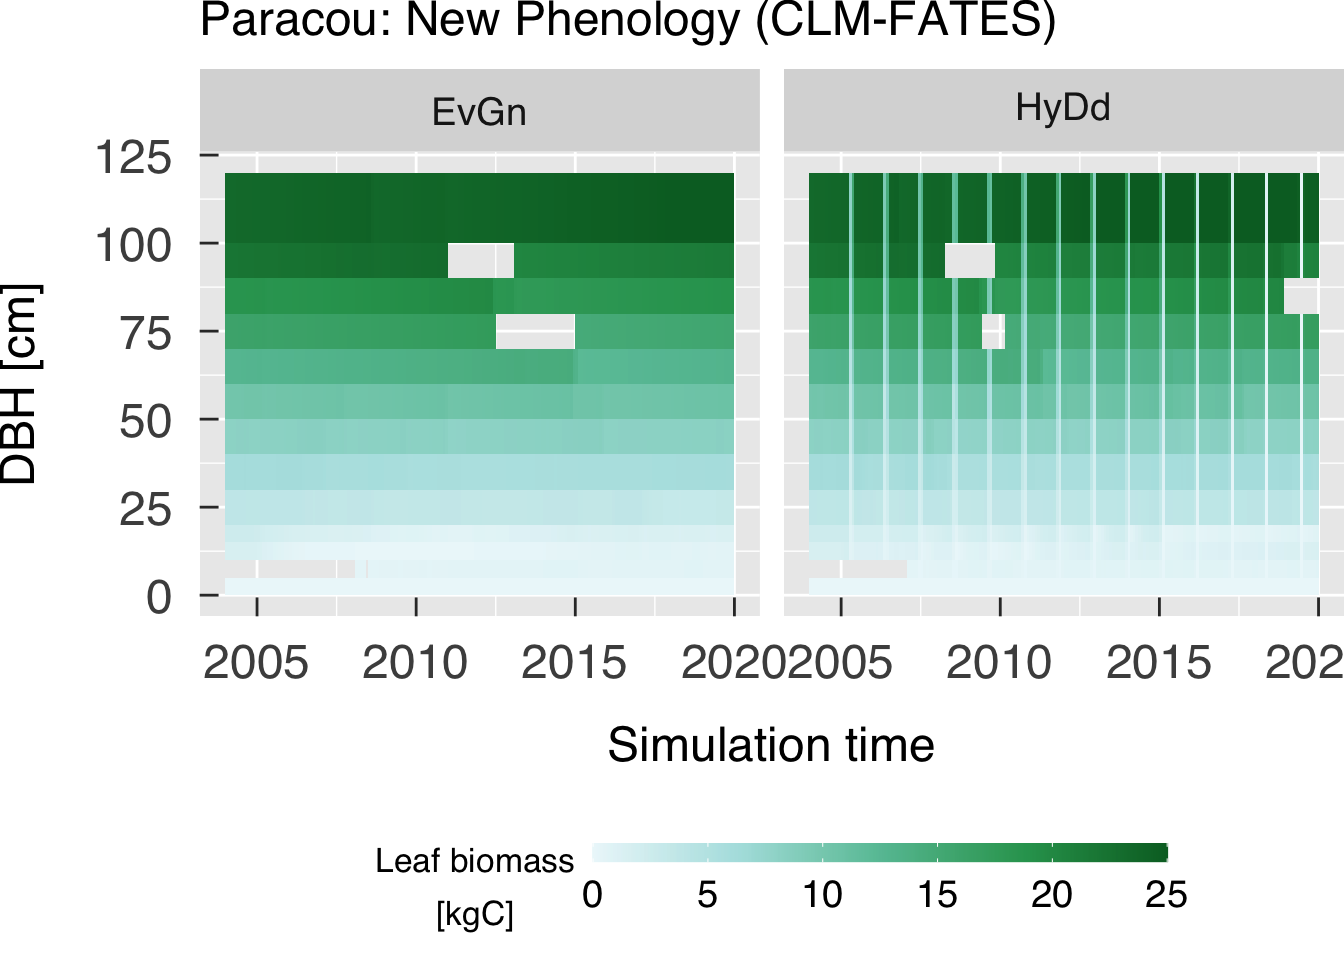 Paracou: New Phenology (CLM-FATES)
EvGn
HyDd
DBH [cm]
125
100
75
50
25
0
2005 2010 2015 2020
2005 2010 2015 202
Simulation time
Leaf biomass
[kgC]
0 5 10 15 20 25